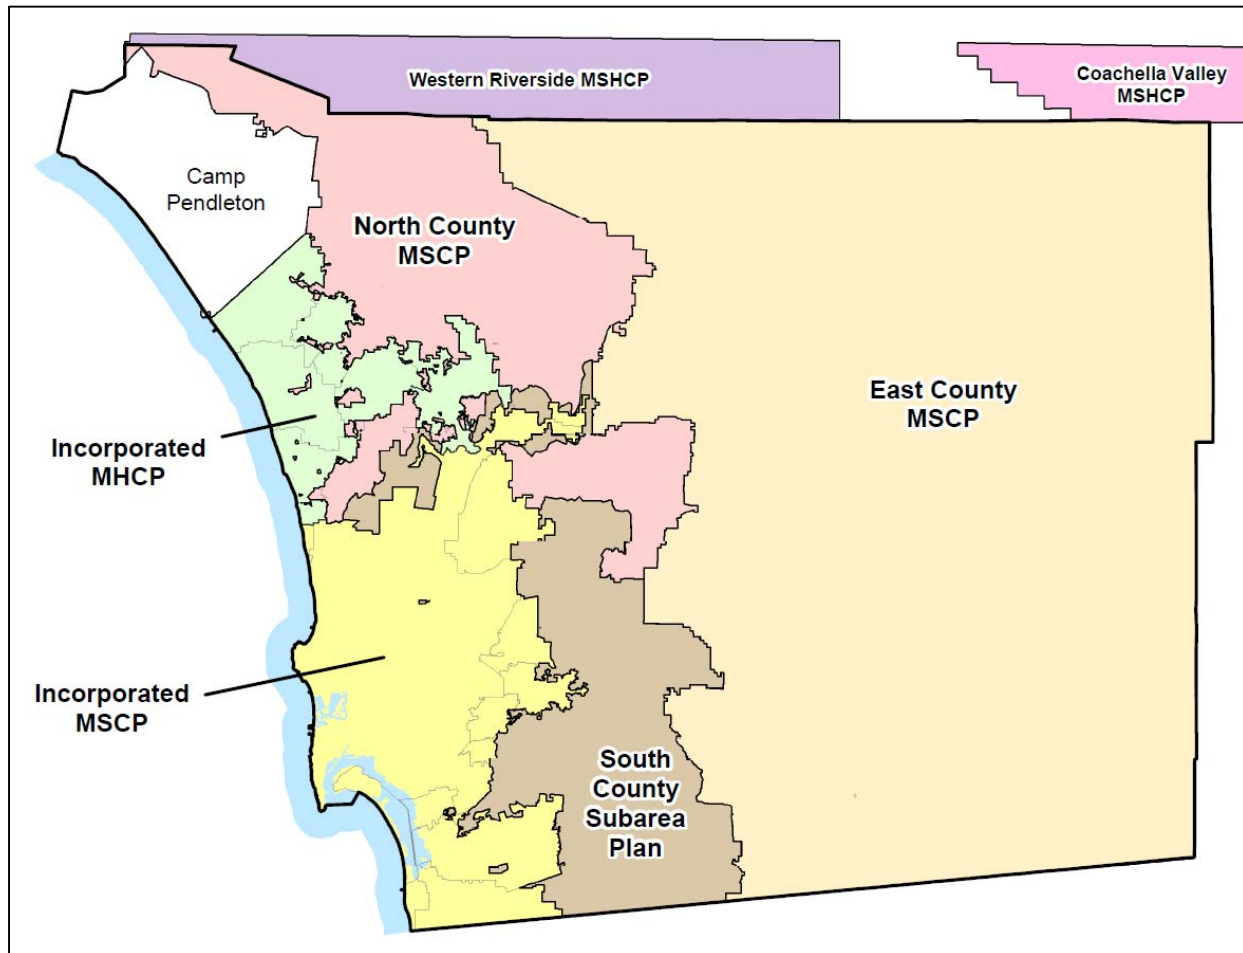 Western Riverside MSHCP
Coachella Valley
MSHCP
Camp
Pendleton
North County
MSCP
East County
MSCP
Incorporated
MHCP
Incorporated
MSCP
South
County
Subarea
Plan